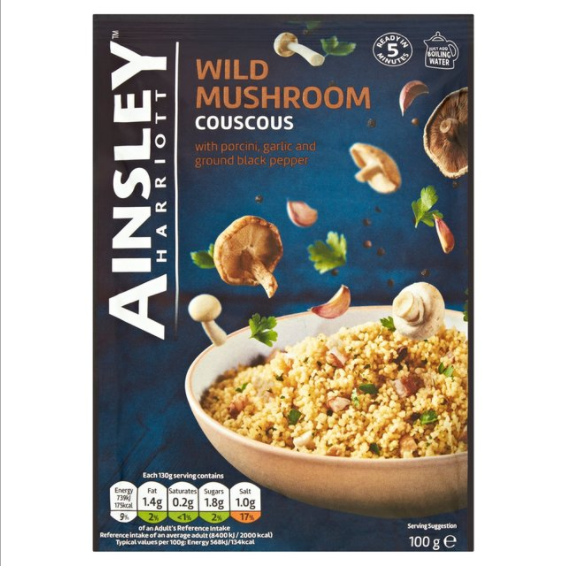 AINSLEY™
HARRIOTT
READY IN
5
MINUTES
JUST ADD
BOILING
WATER
WILD
MUSHROOM
COUSCOUS
with porcini, garlic and
ground black pepper
Each 130g serving contains
Energy Fat Saturates Sugars Salt
739kJ 1.4g 0.2g 1.8g 1.0g
175kcal
9% 2% <1% 2% 17%
of an Adult's Reference Intake
Reference intake of an average adult (8400 kJ / 2000 kcal)
Typical values per 100g: Energy 568kJ/134kcal
Serving Suggestion
100 g e